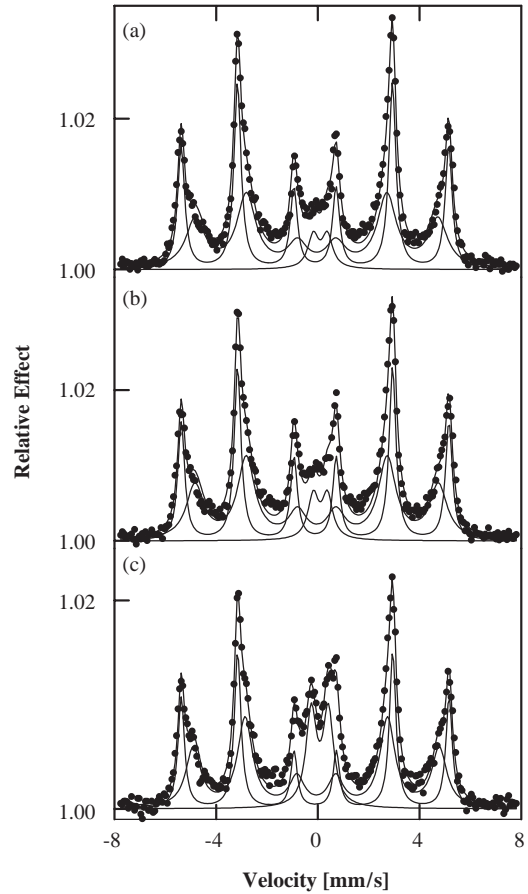 (a)
1.02
1.00
(b)
1.02
1.00
(c)
1.02
1.00
Relative Effect
-8 -4 0 4 8
Velocity [mm/s]